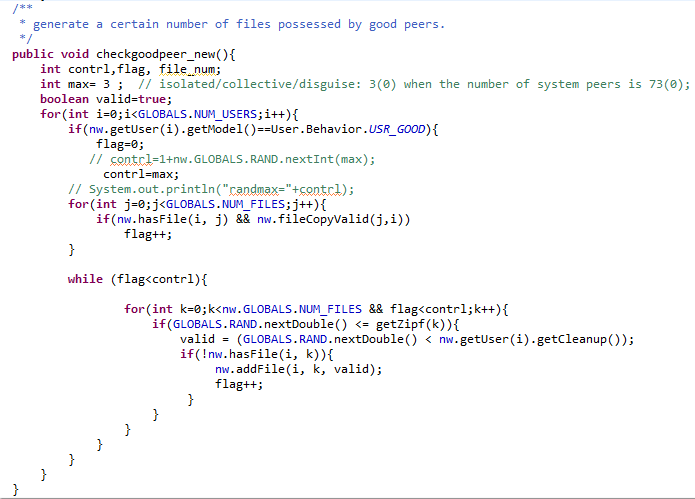 /**
 * generate a certain number of files possessed by good peers.
 */
public void checkgoodpeer_new(){
    int contrl,flag, file_num;
    int max= 3 ;  // isolated/collective/disguise: 3(0) when the number of system peers is 73(0);
    boolean valid=true;
    for(int i=0;i<GLOBALS.NUM_USERS;i++){
        if(nw.getUser(i).getModel()==User.Behavior.USR_GOOD){
            flag=0;
           // contrl=1+nw.GLOBALS.RAND.nextInt(max);
             contrl=max;
        // System.out.println("randmax="+contrl);
        for(int j=0;j<GLOBALS.NUM_FILES;j++){
            if(nw.hasFile(i, j) && nw.fileCopyValid(j,i))
                flag++;
        }
        while (flag<contrl){
                for(int k=0;k<nw.GLOBALS.NUM_FILES && flag<contrl;k++){
                    if(GLOBALS.RAND.nextDouble() <= getZipf(k)){
                        valid = (GLOBALS.RAND.nextDouble() < nw.getUser(i).getCleanup());
                        if(!nw.hasFile(i, k)){
                             nw.addFile(i, k, valid);
                             flag++;
                         }
                    }
                }
            }
        }
    }
}